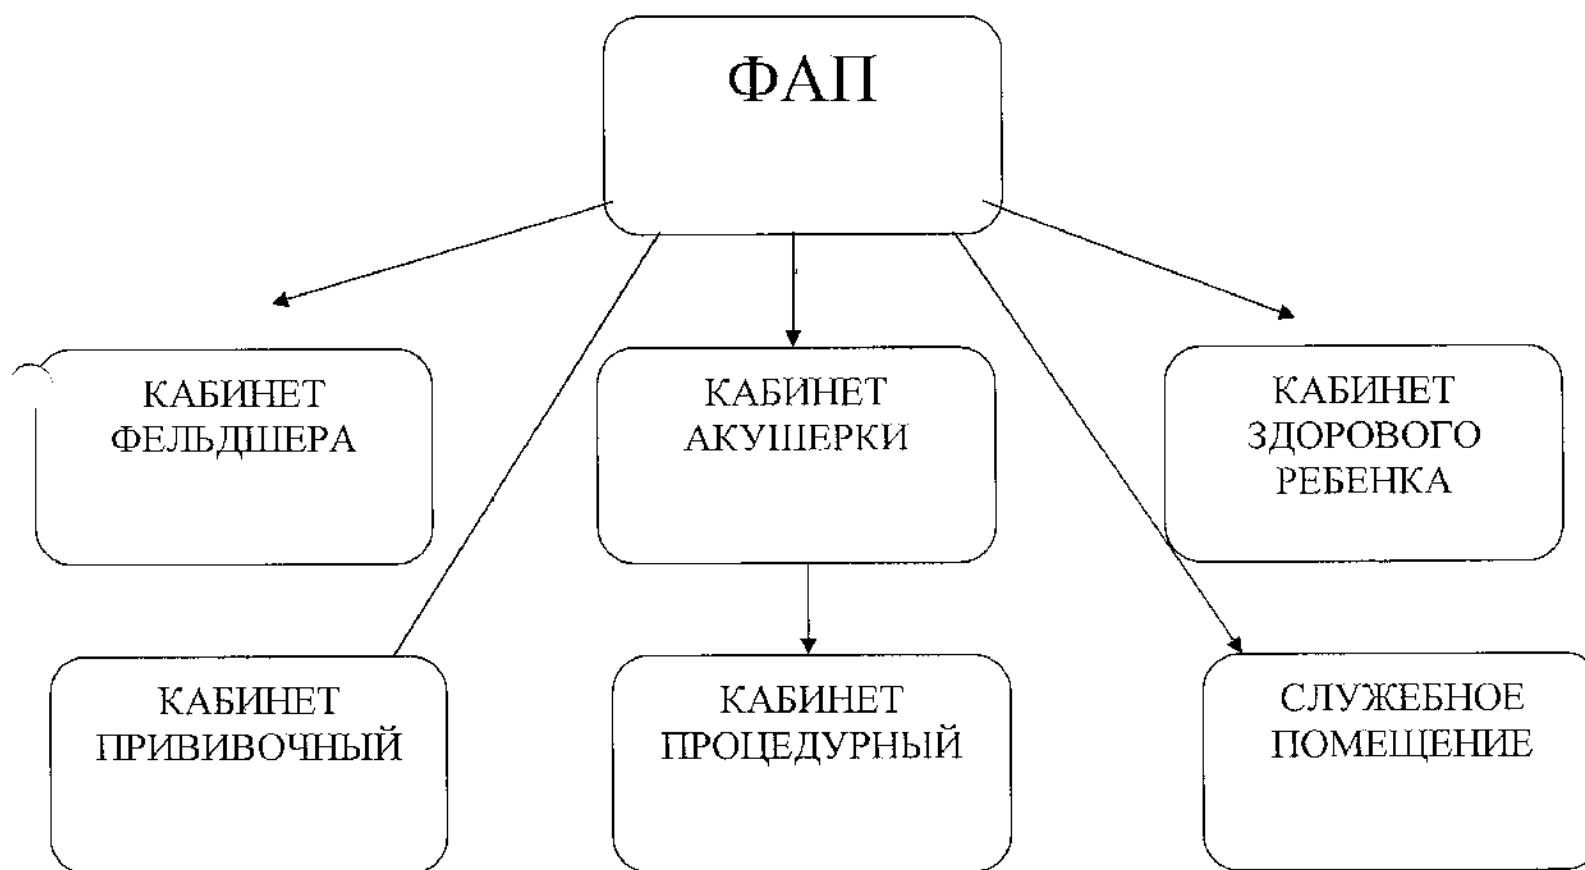 ФАП
КАБИНЕТ
ФЕЛЬДШЕРА
КАБИНЕТ
АКУШЕРКИ
КАБИНЕТ
ЗДОРОВОГО
РЕБЕНКА
КАБИНЕТ
ПРИВИВОЧНЫЙ
КАБИНЕТ
ПРОЦЕДУРНЫЙ
СЛУЖЕБНОЕ
ПОМЕЩЕНИЕ